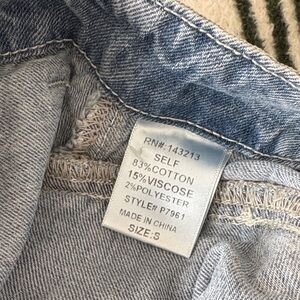 RN#:143213
SELF
83%COTTON
15%VISCOSE
2%POLYESTER
STYLE# P7961
MADE IN CHINA
SIZE:S